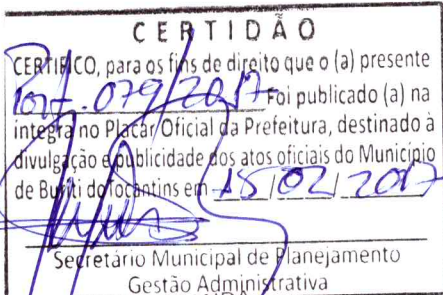 CERTIDÃO
CERTIFICO, para os fins de direito que o (a) presente
Port. 079/2017 Foi publicado (a) na
integra no Placar Oficial da Prefeitura, destinado à
divulgação e publicidade dos atos oficiais do Município
de Buriti do Tocantins em 15/02/2017
Secretário Municipal de Planejamento
Gestão Administrativa